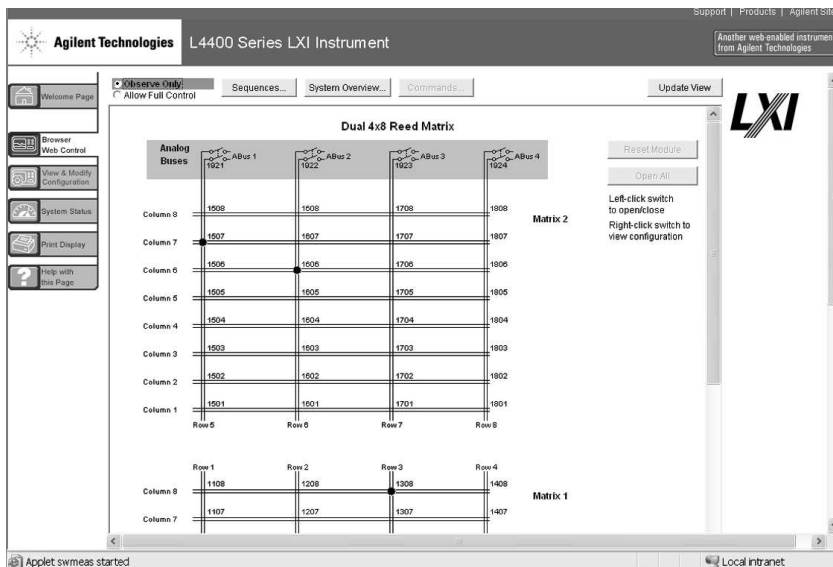 Support | Products | Agilent Site
Agilent Technologies L4400 Series LXI Instrument
Another web-enabled instrument
from Agilent Technologies
Welcome Page
Browser
Web Control
View & Modify
Configuration
System Status
Print Display
Help with
this Page
Observe Only
Allow Full Control
Sequences...
System Overview...
Commands...
Update View
LXI
Dual 4x8 Reed Matrix
Analog
Buses
ABus 1
1921
ABus 2
1922
ABus 3
1923
ABus 4
1924
Reset Module
Open All
Left-click switch
to open/close
Right-click switch to
view configuration
Column 8 1508 1608 1708 1808
Matrix 2
Column 7 1507 1607 1707 1807
Column 6 1506 1606 1706 1806
Column 5 1505 1605 1705 1805
Column 4 1504 1604 1704 1804
Column 3 1503 1603 1703 1803
Column 2 1502 1602 1702 1802
Column 1 1501 1601 1701 1801
Row 5 Row 6 Row 7 Row 8
Row 1 Row 2 Row 3 Row 4
Column 8 1108 1208 1308 1408
Matrix 1
Column 7 1107 1207 1307 1407
Applet swmeas started
Local intranet